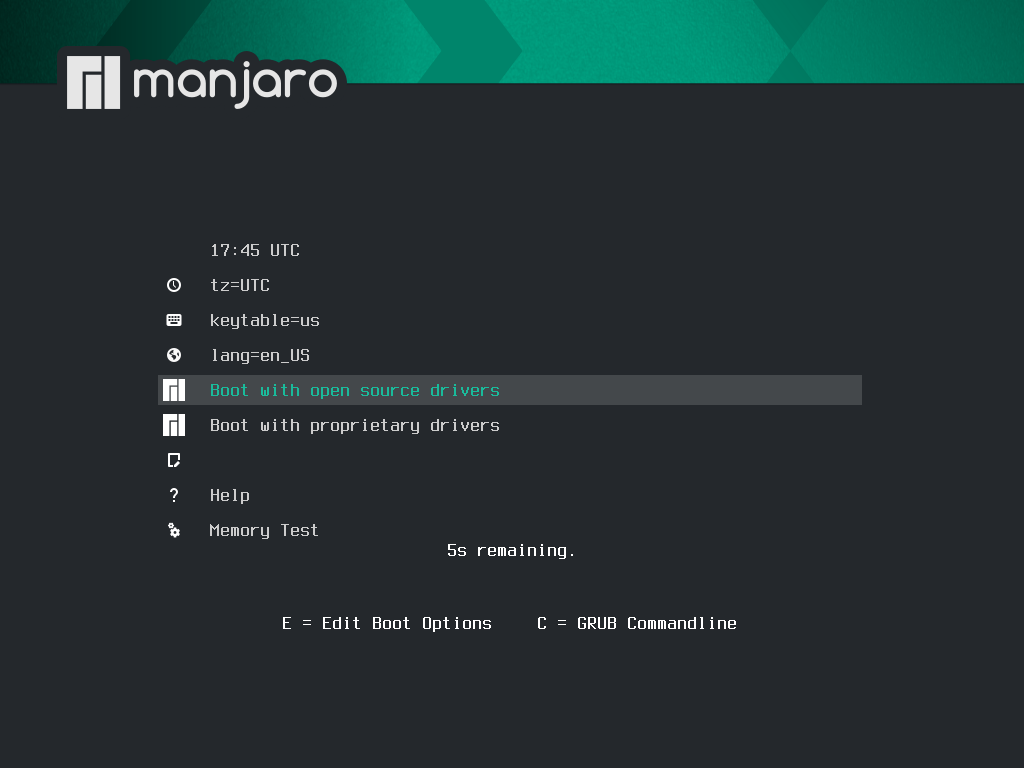 manjaro
17:45 UTC
tz=UTC
keytable=us
lang=en_US
Boot with open source drivers
Boot with proprietary drivers
Help
Memory Test
5s remaining.
E = Edit Boot Options C = GRUB Commandline